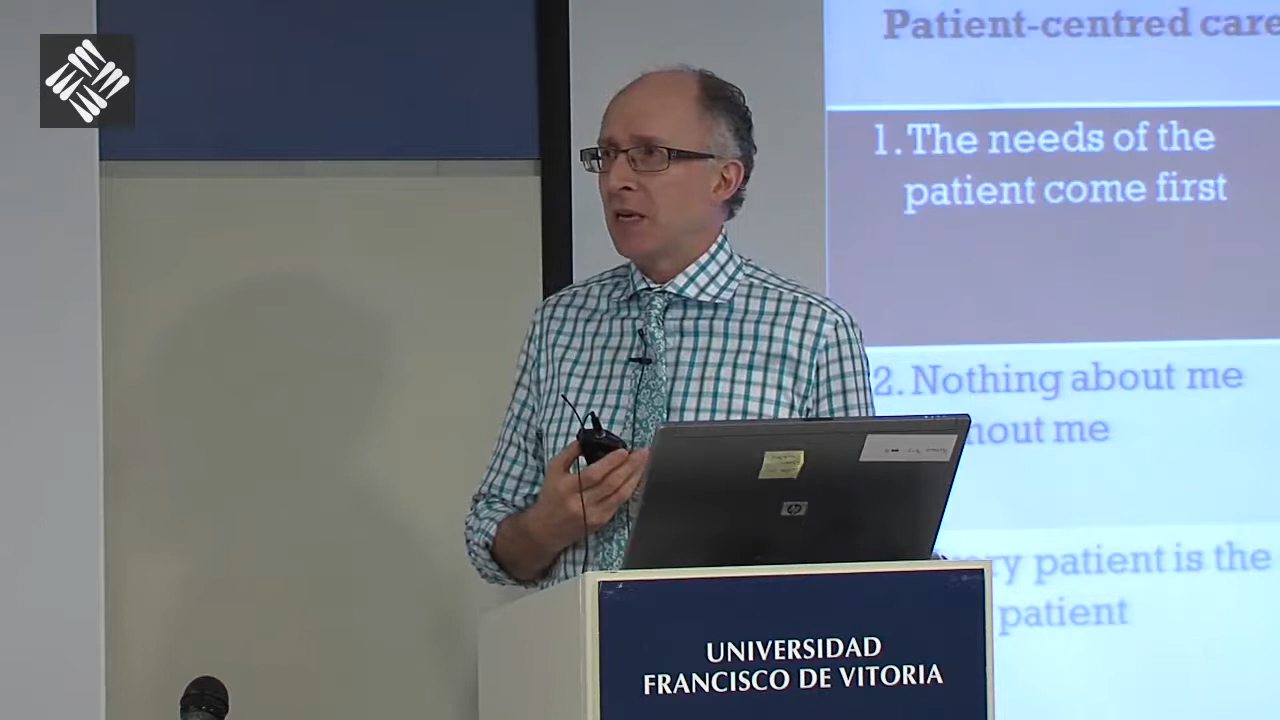 Patient-centred care
1. The needs of the
patient come first
2. Nothing about me
me
patient is the
patient
hp
UNIVERSIDAD
FRANCISCO DE VITORIA